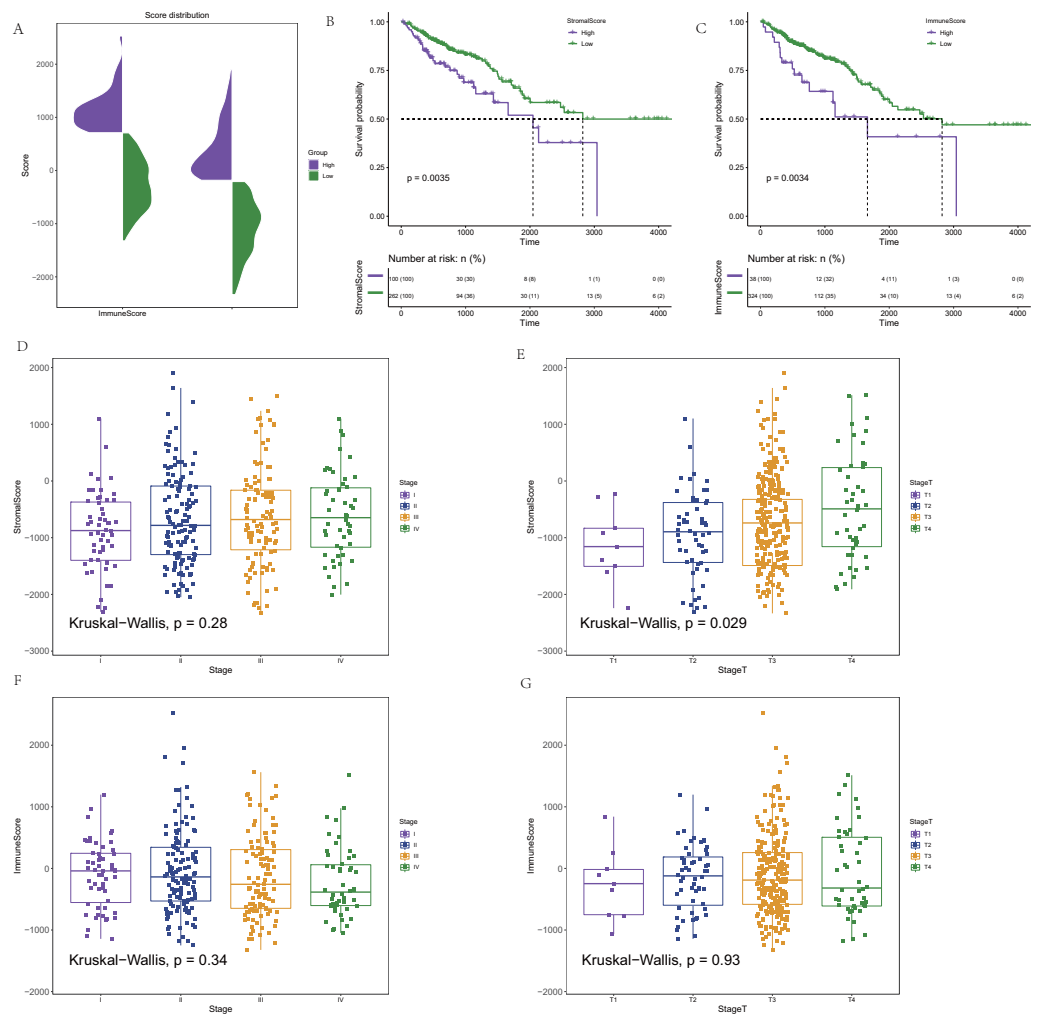 A
Score distribution
Score
2000
1000
0
−1000
−2000
ImmuneScore
Group
High
Low
B
StromalScore
High
Low
Survival probability
1.00
0.75
0.50
0.25
0.00
p = 0.0035
0 1000 2000 3000 4000
Time
Number at risk: n (%)
StromalScore
100 (100) 30 (30) 8 (8) 1 (1) 0 (0)
262 (100) 94 (36) 30 (11) 13 (5) 6 (2)
0 1000 2000 3000 4000
Time
C
ImmuneScore
High
Low
Survival probability
1.00
0.75
0.50
0.25
0.00
p = 0.0034
0 1000 2000 3000 4000
Time
Number at risk: n (%)
ImmuneScore
38 (100) 12 (32) 4 (11) 1 (3) 0 (0)
324 (100) 112 (35) 34 (10) 13 (4) 6 (2)
0 1000 2000 3000 4000
Time
D
StromalScore
2000
1000
0
−1000
−2000
−3000
Kruskal−Wallis, p = 0.28
I II III IV
Stage
Stage
I
II
III
IV
E
StromalScore
2000
1000
0
−1000
−2000
−3000
Kruskal−Wallis, p = 0.029
T1 T2 T3 T4
StageT
StageT
T1
T2
T3
T4
F
ImmuneScore
2000
1000
0
−1000
−2000
Kruskal−Wallis, p = 0.34
I II III IV
Stage
Stage
I
II
III
IV
G
ImmuneScore
2000
1000
0
−1000
−2000
Kruskal−Wallis, p = 0.93
T1 T2 T3 T4
StageT
StageT
T1
T2
T3
T4